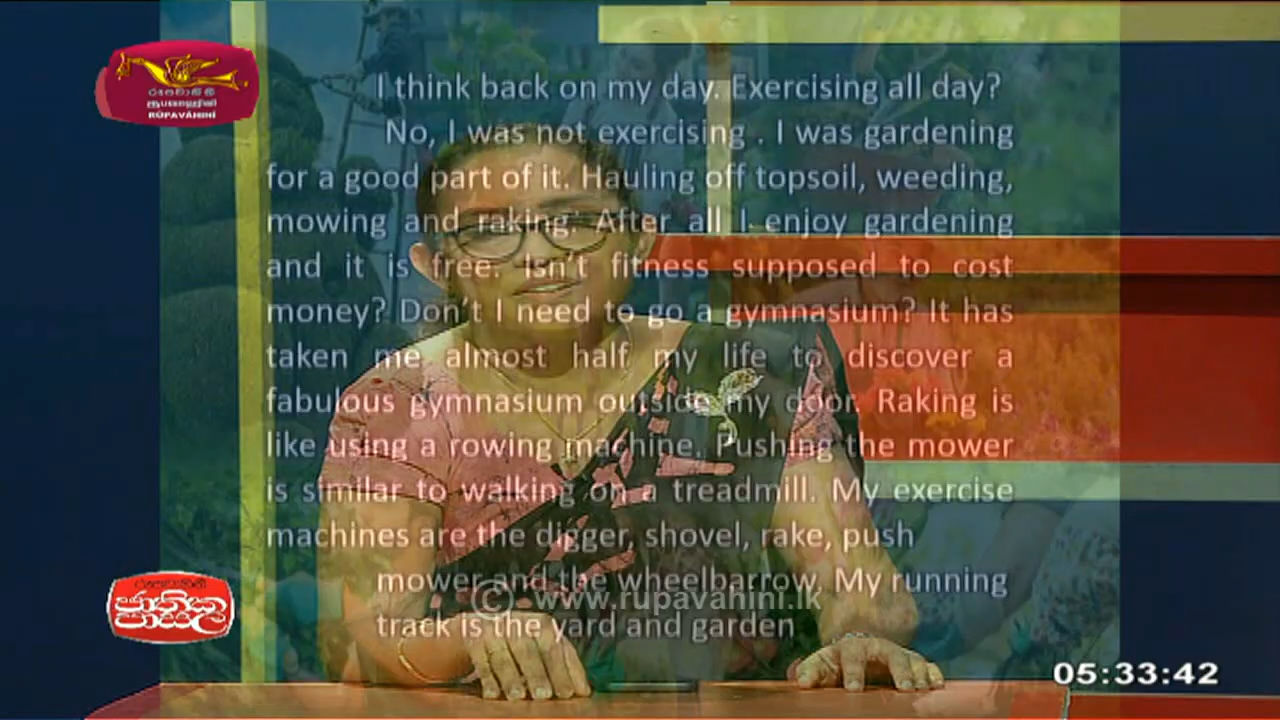 රූපවාහිනී
ரூபவாஹினி
RUPAVAHINI
I think back on my day. Exercising all day?
No, I was not exercising . I was gardening
for a good part of it. Hauling off topsoil, weeding,
mowing and raking. After all I enjoy gardening
and it is free. Isn't fitness supposed to cost
money? Don't I need to go a gymnasium? It has
taken me almost half my life to discover a
fabulous gymnasium outside my door. Raking is
like using a rowing machine. Pushing the mower
is similar to walking on a treadmill. My exercise
machines are the digger, shovel, rake, push
mower and the wheelbarrow. My running
track is the yard and garden
© www.rupavahini.lk
රූපවාහිනී
ජාතික
පාසල
05:33:42